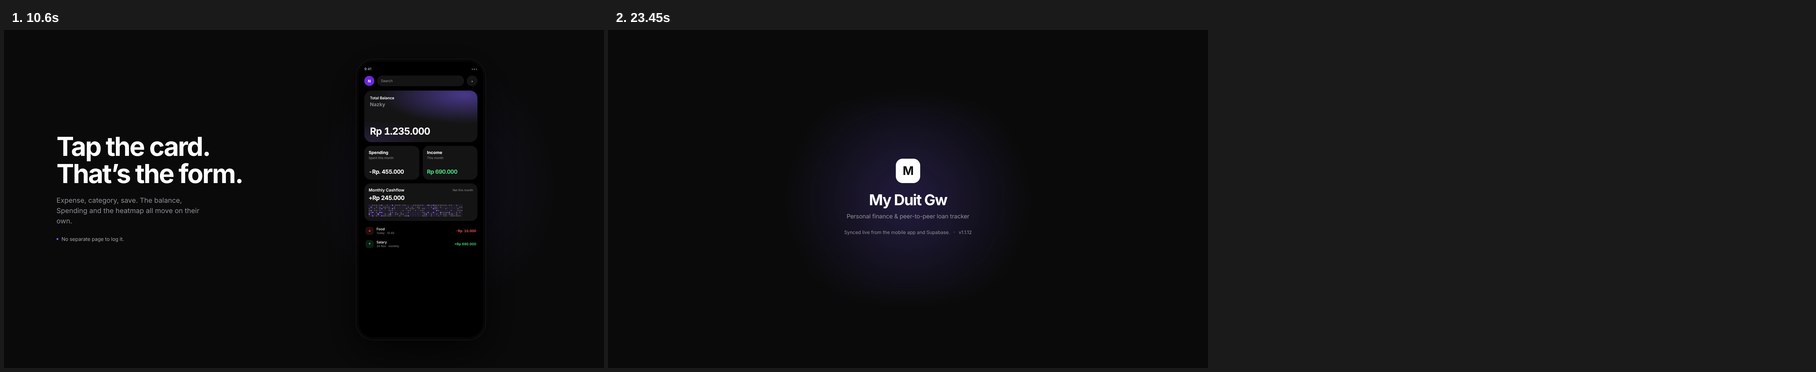 1. 10.6s
Tap the card.
That's the form.
Expense, category, save. The balance,
Spending and the heatmap all move on their
own.
No separate page to log it.
M
Search
Total Balance
Nazky
Rp 1.235.000
Spending
Income
This month
-Rp. 455.000
Rp 690.000
Monthly Cashflow
+Rp 245.000
Food
Salary
2. 23.45s
M
My Duit Gw
Personal finance & peer-to-peer loan tracker
Synced live from the mobile app and Supabase.